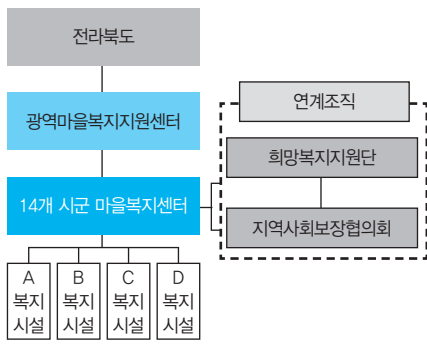 전라북도
광역마을복지지원센터
14개 시군 마을복지센터
연계조직
희망복지지원단
지역사회보장협의회
A
복지
시설
B
복지
시설
C
복지
시설
D
복지
시설